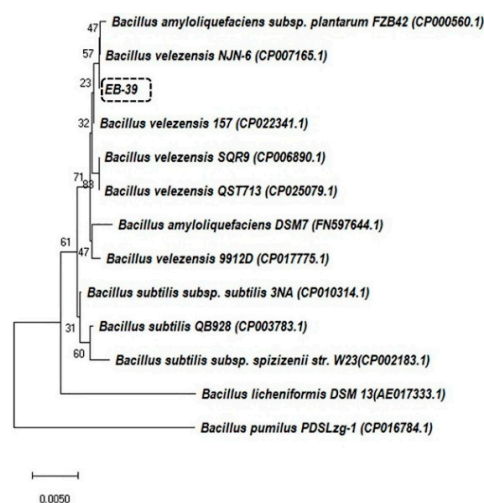 47
Bacillus amyloliquefaciens subsp. plantarum FZB42 (CP000560.1)
57
Bacillus velezensis NJN-6 (CP007165.1)
23
EB-39
32
Bacillus velezensis 157 (CP022341.1)
Bacillus velezensis SQR9 (CP006890.1)
71
83
Bacillus velezensis QST713 (CP025079.1)
Bacillus amyloliquefaciens DSM7 (FN597644.1)
61
47
Bacillus velezensis 9912D (CP017775.1)
Bacillus subtilis subsp. subtilis 3NA (CP010314.1)
31
Bacillus subtilis QB928 (CP003783.1)
60
Bacillus subtilis subsp. spizizenii str. W23(CP002183.1)
Bacillus licheniformis DSM 13(AE017333.1)
Bacillus pumilus PDSLzg-1 (CP016784.1)
0.0050